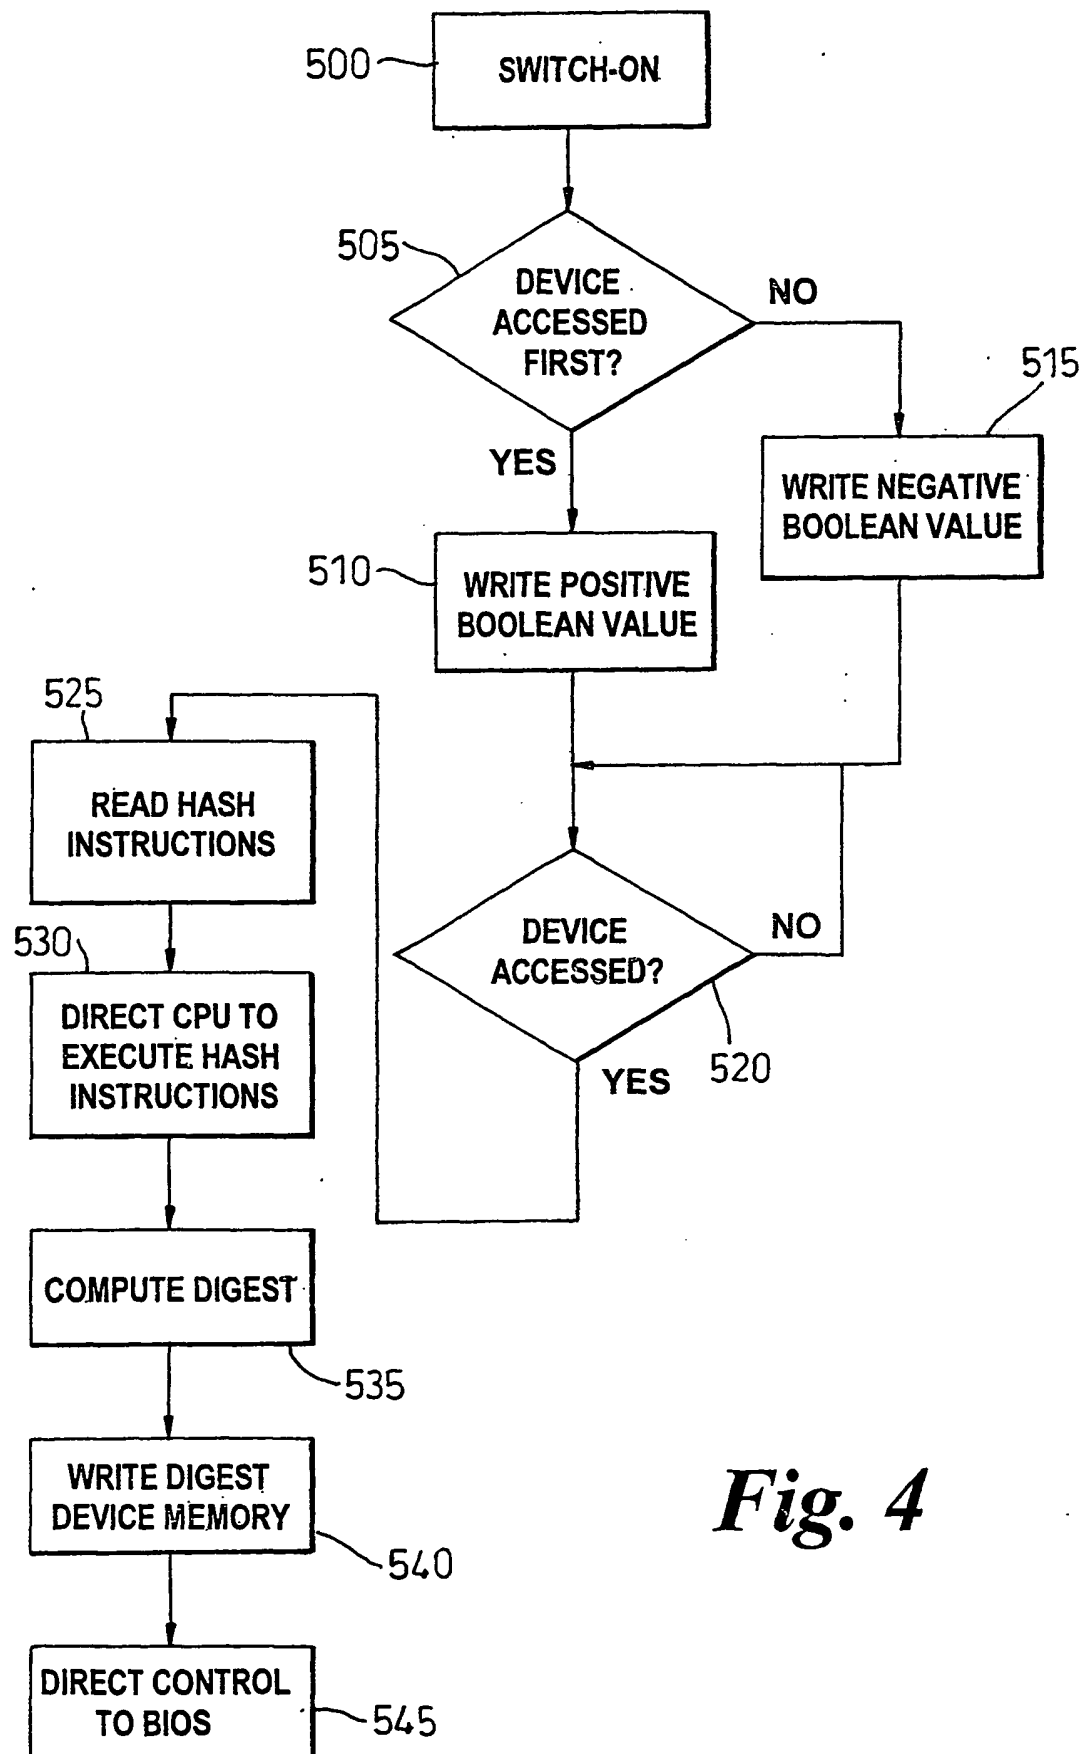 500
SWITCH-ON
505
DEVICE
ACCESSED
FIRST?
NO
515
YES
WRITE NEGATIVE
BOOLEAN VALUE
510
WRITE POSITIVE
BOOLEAN VALUE
525
READ HASH
INSTRUCTIONS
530
DEVICE
ACCESSED?
NO
520
YES
DIRECT CPU TO
EXECUTE HASH
INSTRUCTIONS
COMPUTE DIGEST
535
WRITE DIGEST
DEVICE MEMORY
540
DIRECT CONTROL
TO BIOS
545
Fig. 4